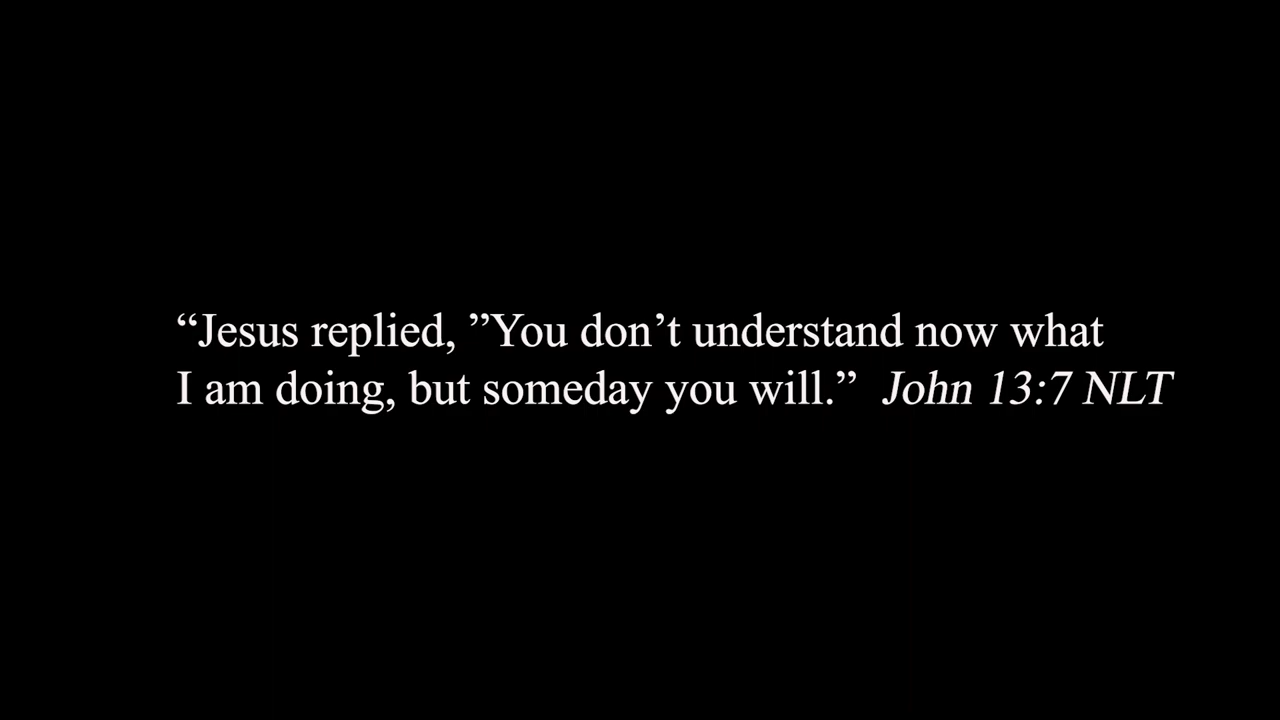 “Jesus replied, ”You don’t understand now what
I am doing, but someday you will.” John 13:7 NLT